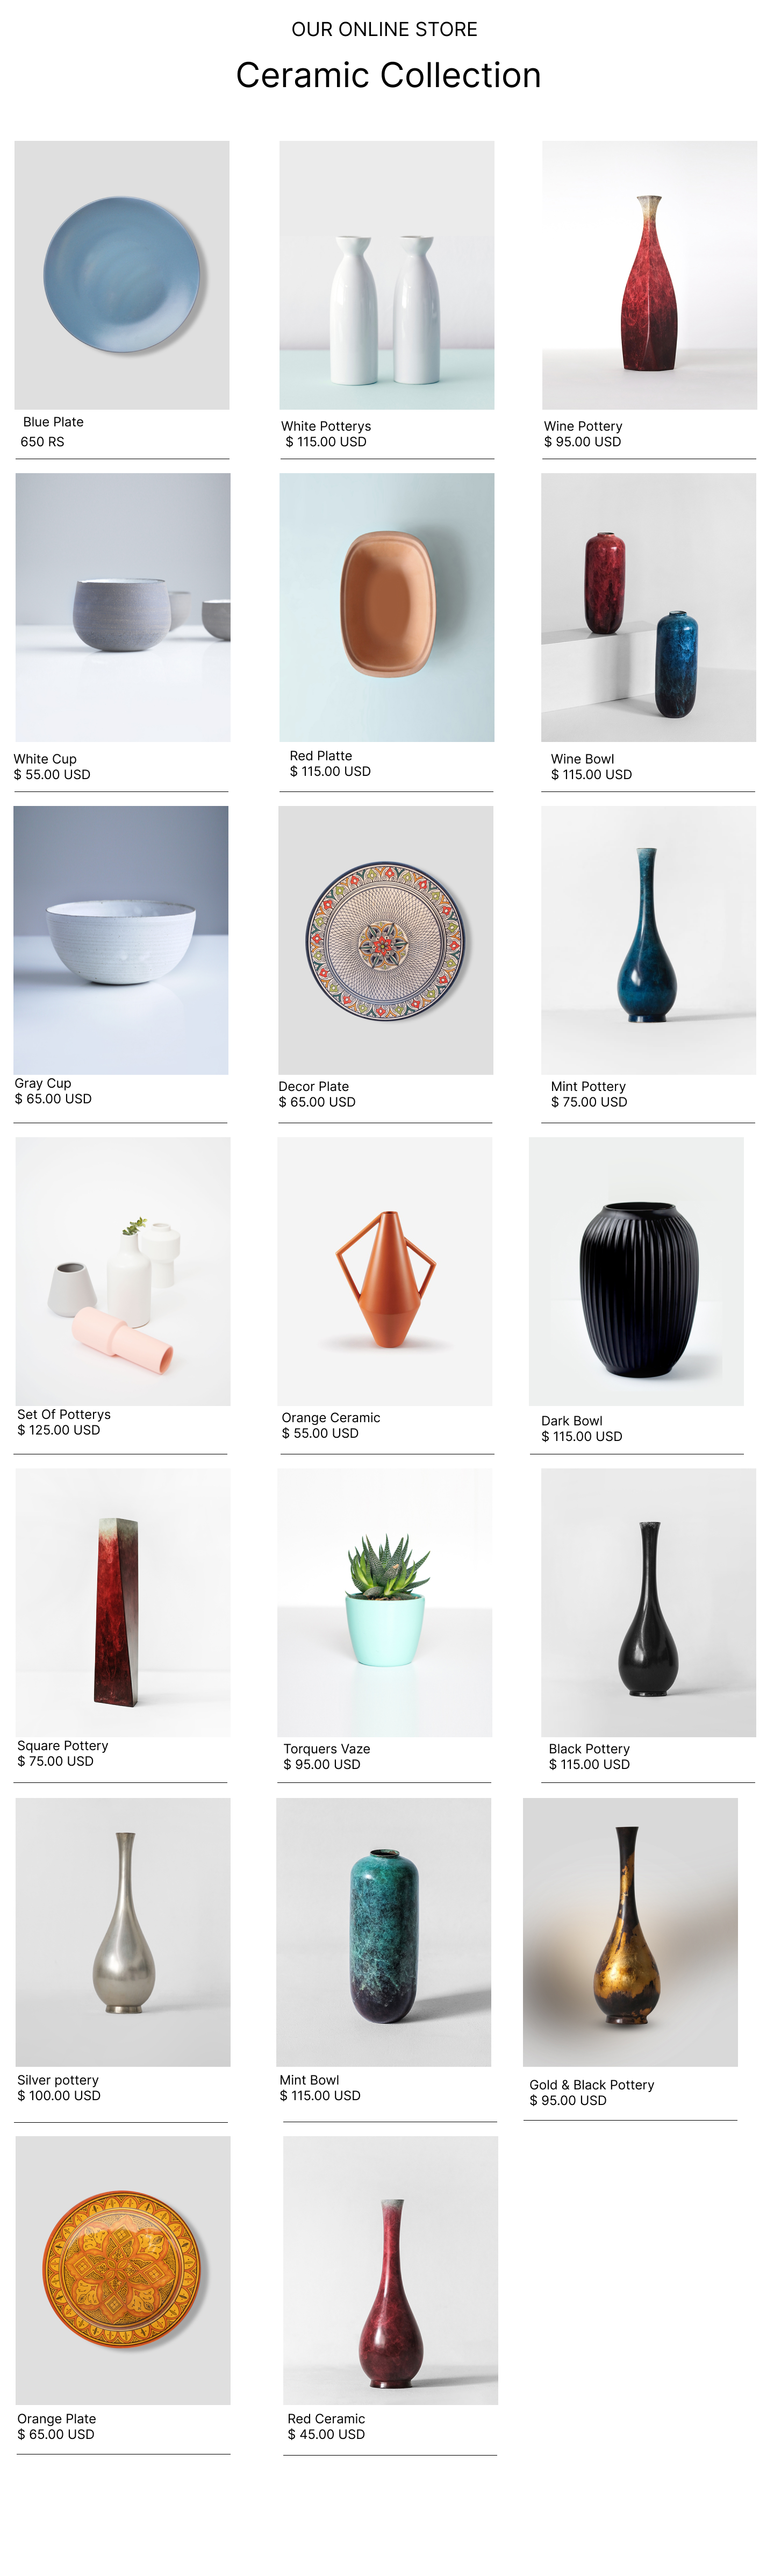 OUR ONLINE STORE
Ceramic Collection
Blue Plate
650 RS
White Potterys
$ 115.00 USD
Wine Pottery
$ 95.00 USD
White Cup
$ 55.00 USD
Red Platte
$ 115.00 USD
Wine Bowl
$ 115.00 USD
Gray Cup
$ 65.00 USD
Decor Plate
$ 65.00 USD
Mint Pottery
$ 75.00 USD
Set Of Potterys
$ 125.00 USD
Orange Ceramic
$ 55.00 USD
Dark Bowl
$ 115.00 USD
Square Pottery
$ 75.00 USD
Torquers Vaze
$ 95.00 USD
Black Pottery
$ 115.00 USD
Silver pottery
$ 100.00 USD
Mint Bowl
$ 115.00 USD
Gold & Black Pottery
$ 95.00 USD
Orange Plate
$ 65.00 USD
Red Ceramic
$ 45.00 USD